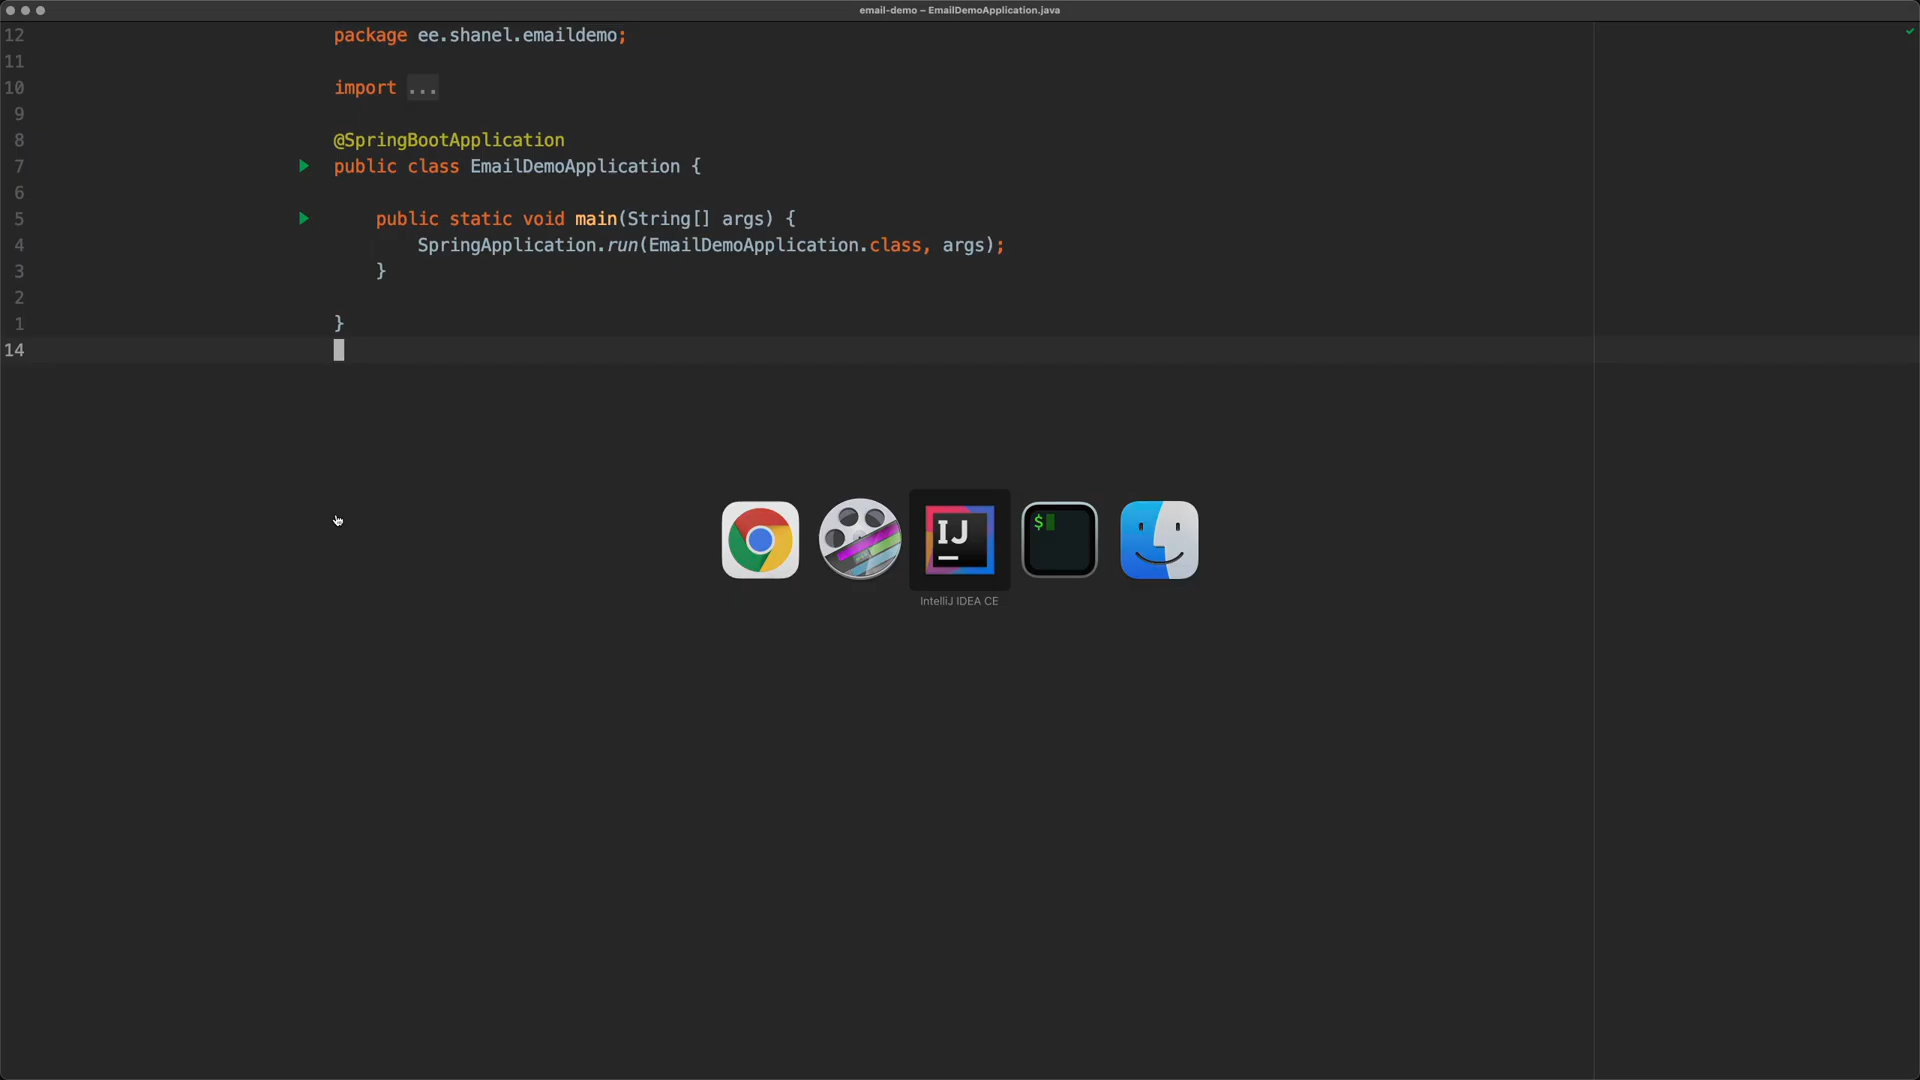 email-demo – EmailDemoApplication.java
12 package ee.shanel.emaildemo;
11
10 import ...
9
8 @SpringBootApplication
7 public class EmailDemoApplication {
6
5 public static void main(String[] args) {
4 SpringApplication.run(EmailDemoApplication.class, args);
3 }
2
1 }
14
IJ
$
IntelliJ IDEA CE